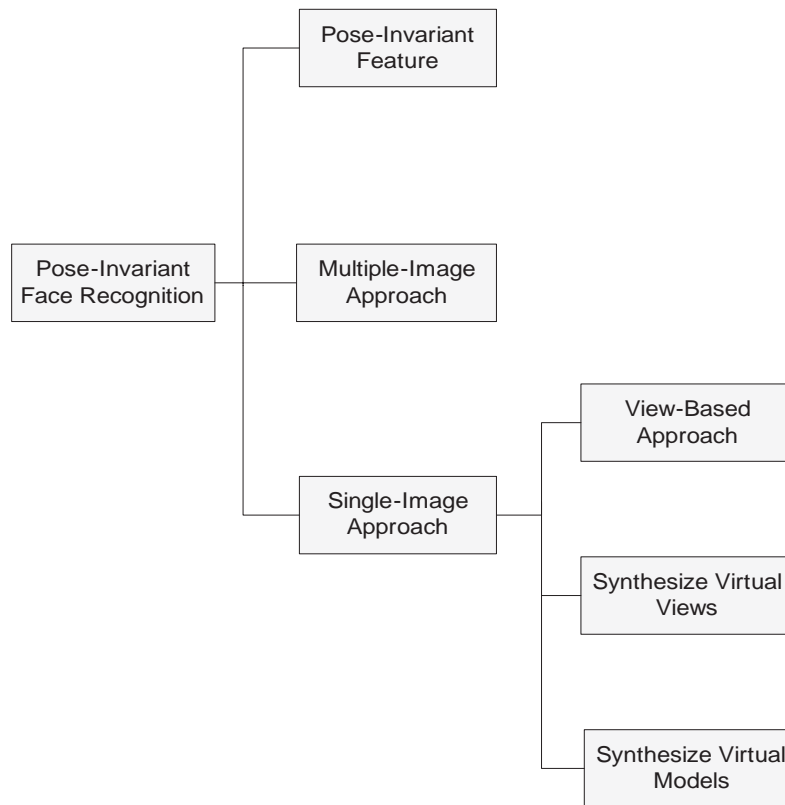 Pose-Invariant
Feature
Pose-Invariant
Face Recognition
Multiple-Image
Approach
View-Based
Approach
Single-Image
Approach
Synthesize Virtual
Views
Synthesize Virtual
Models